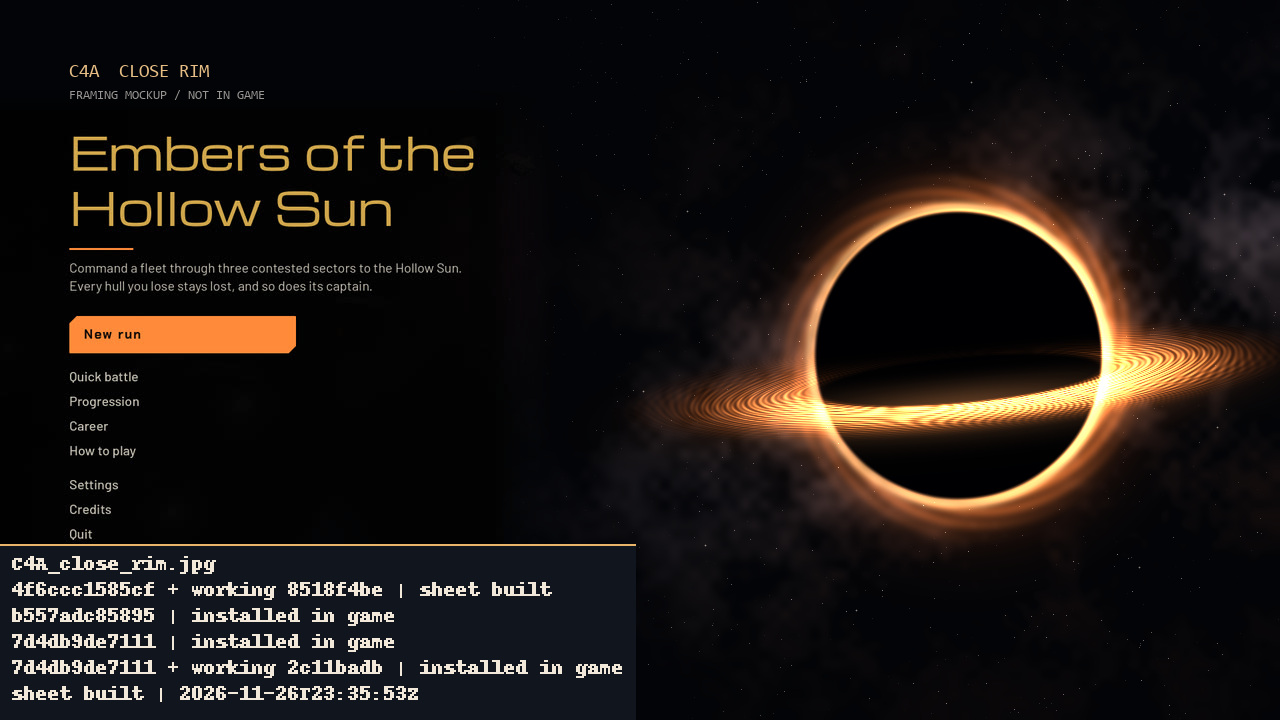 C4A  CLOSE RIM
FRAMING MOCKUP / NOT IN GAME
Embers of the
Hollow Sun
Command a fleet through three contested sectors to the Hollow Sun.
Every hull you lose stays lost, and so does its captain.
New run
Quick battle
Progression
Career
How to play
Settings
Credits
Quit
C4A_close_rim.jpg
4f6ccc1585cf + working 8518f4be | sheet built
b557adc85895 | installed in game
7d4db9de7111 | installed in game
7d4db9de7111 + working 2c11badb | installed in game
sheet built | 2026-11-26T23:35:53Z